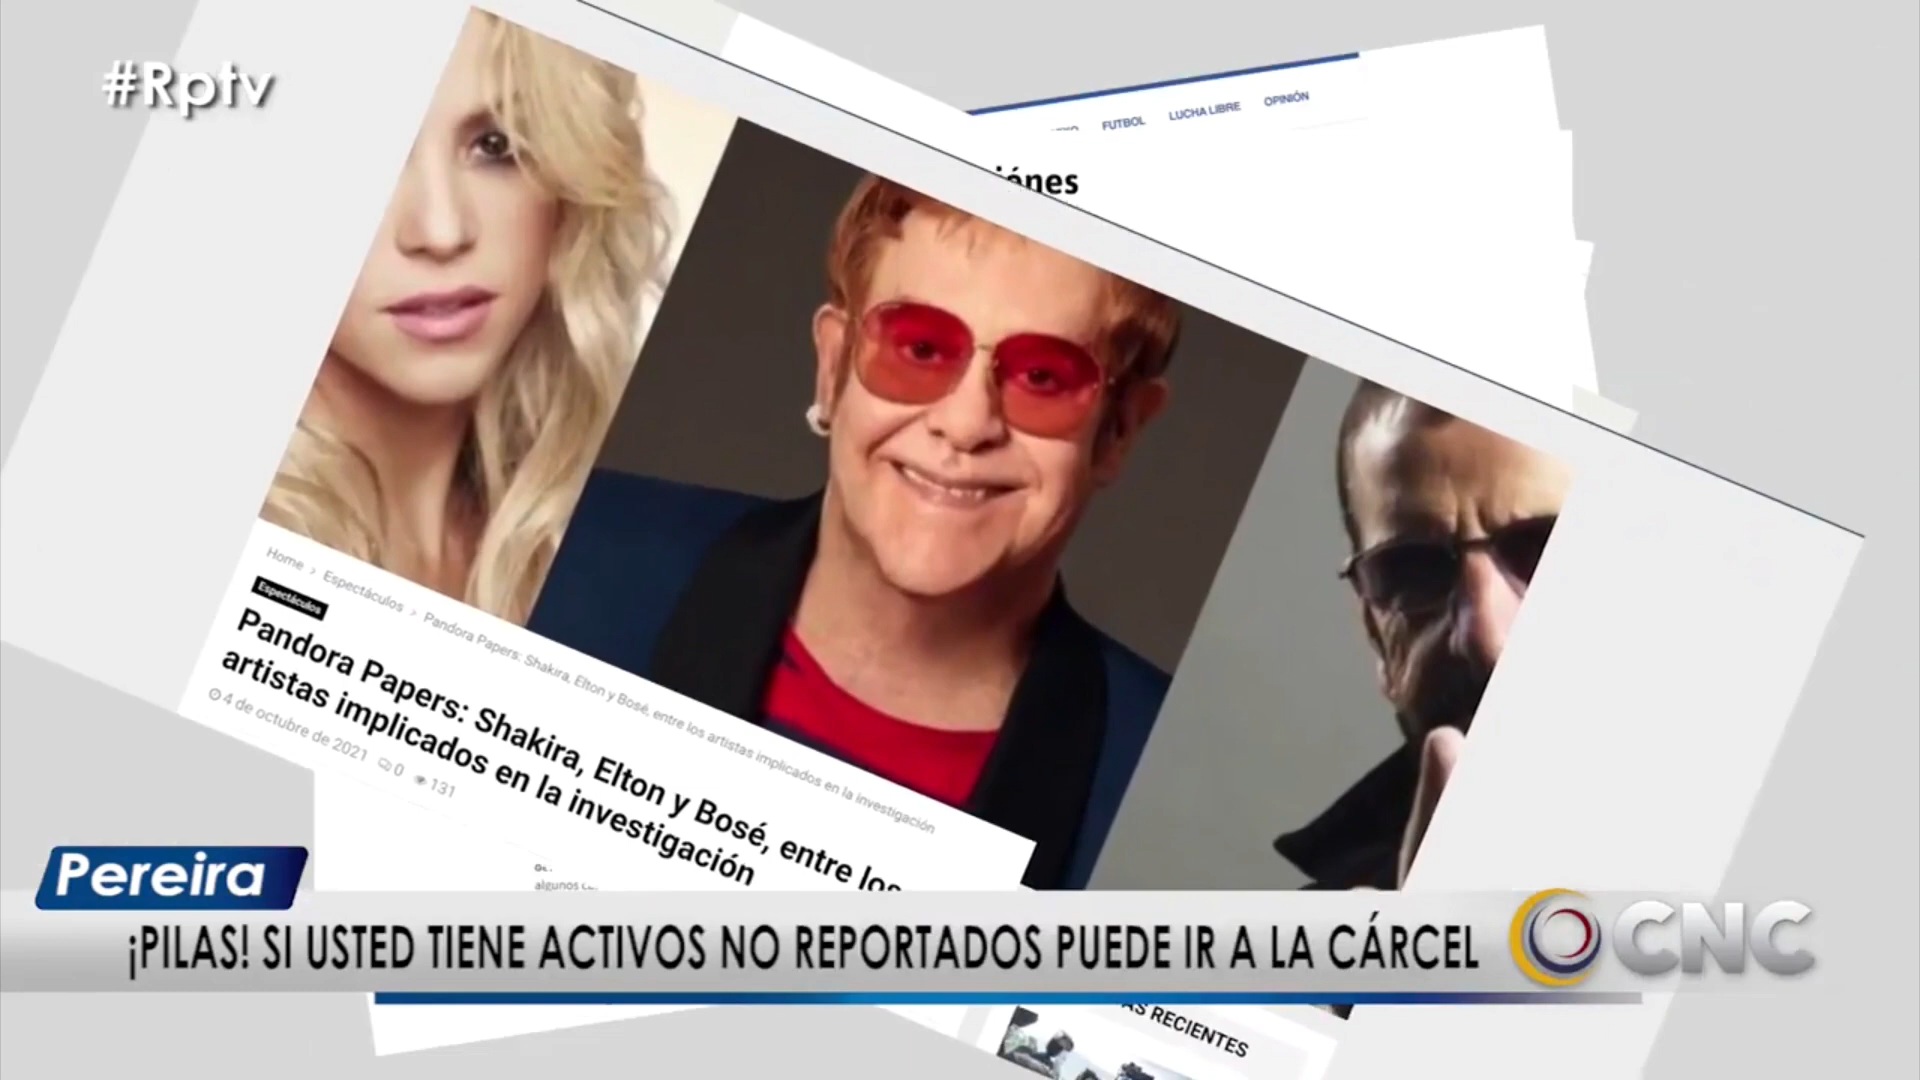 #Rptv
FUTBOL LUCHA LIBRE OPINIÓN
Home > Espectáculos > Pandora Papers: Shakira, Elton y Bosé, entre los artistas implicados en la investigación
Espectáculos
Pandora Papers: Shakira, Elton y Bosé, entre los
artistas implicados en la investigación
4 de octubre de 2021 0 131
algunos
Pereira
¡PILAS! SI USTED TIENE ACTIVOS NO REPORTADOS PUEDE IR A LA CÁRCEL
CNC
RECIENTES